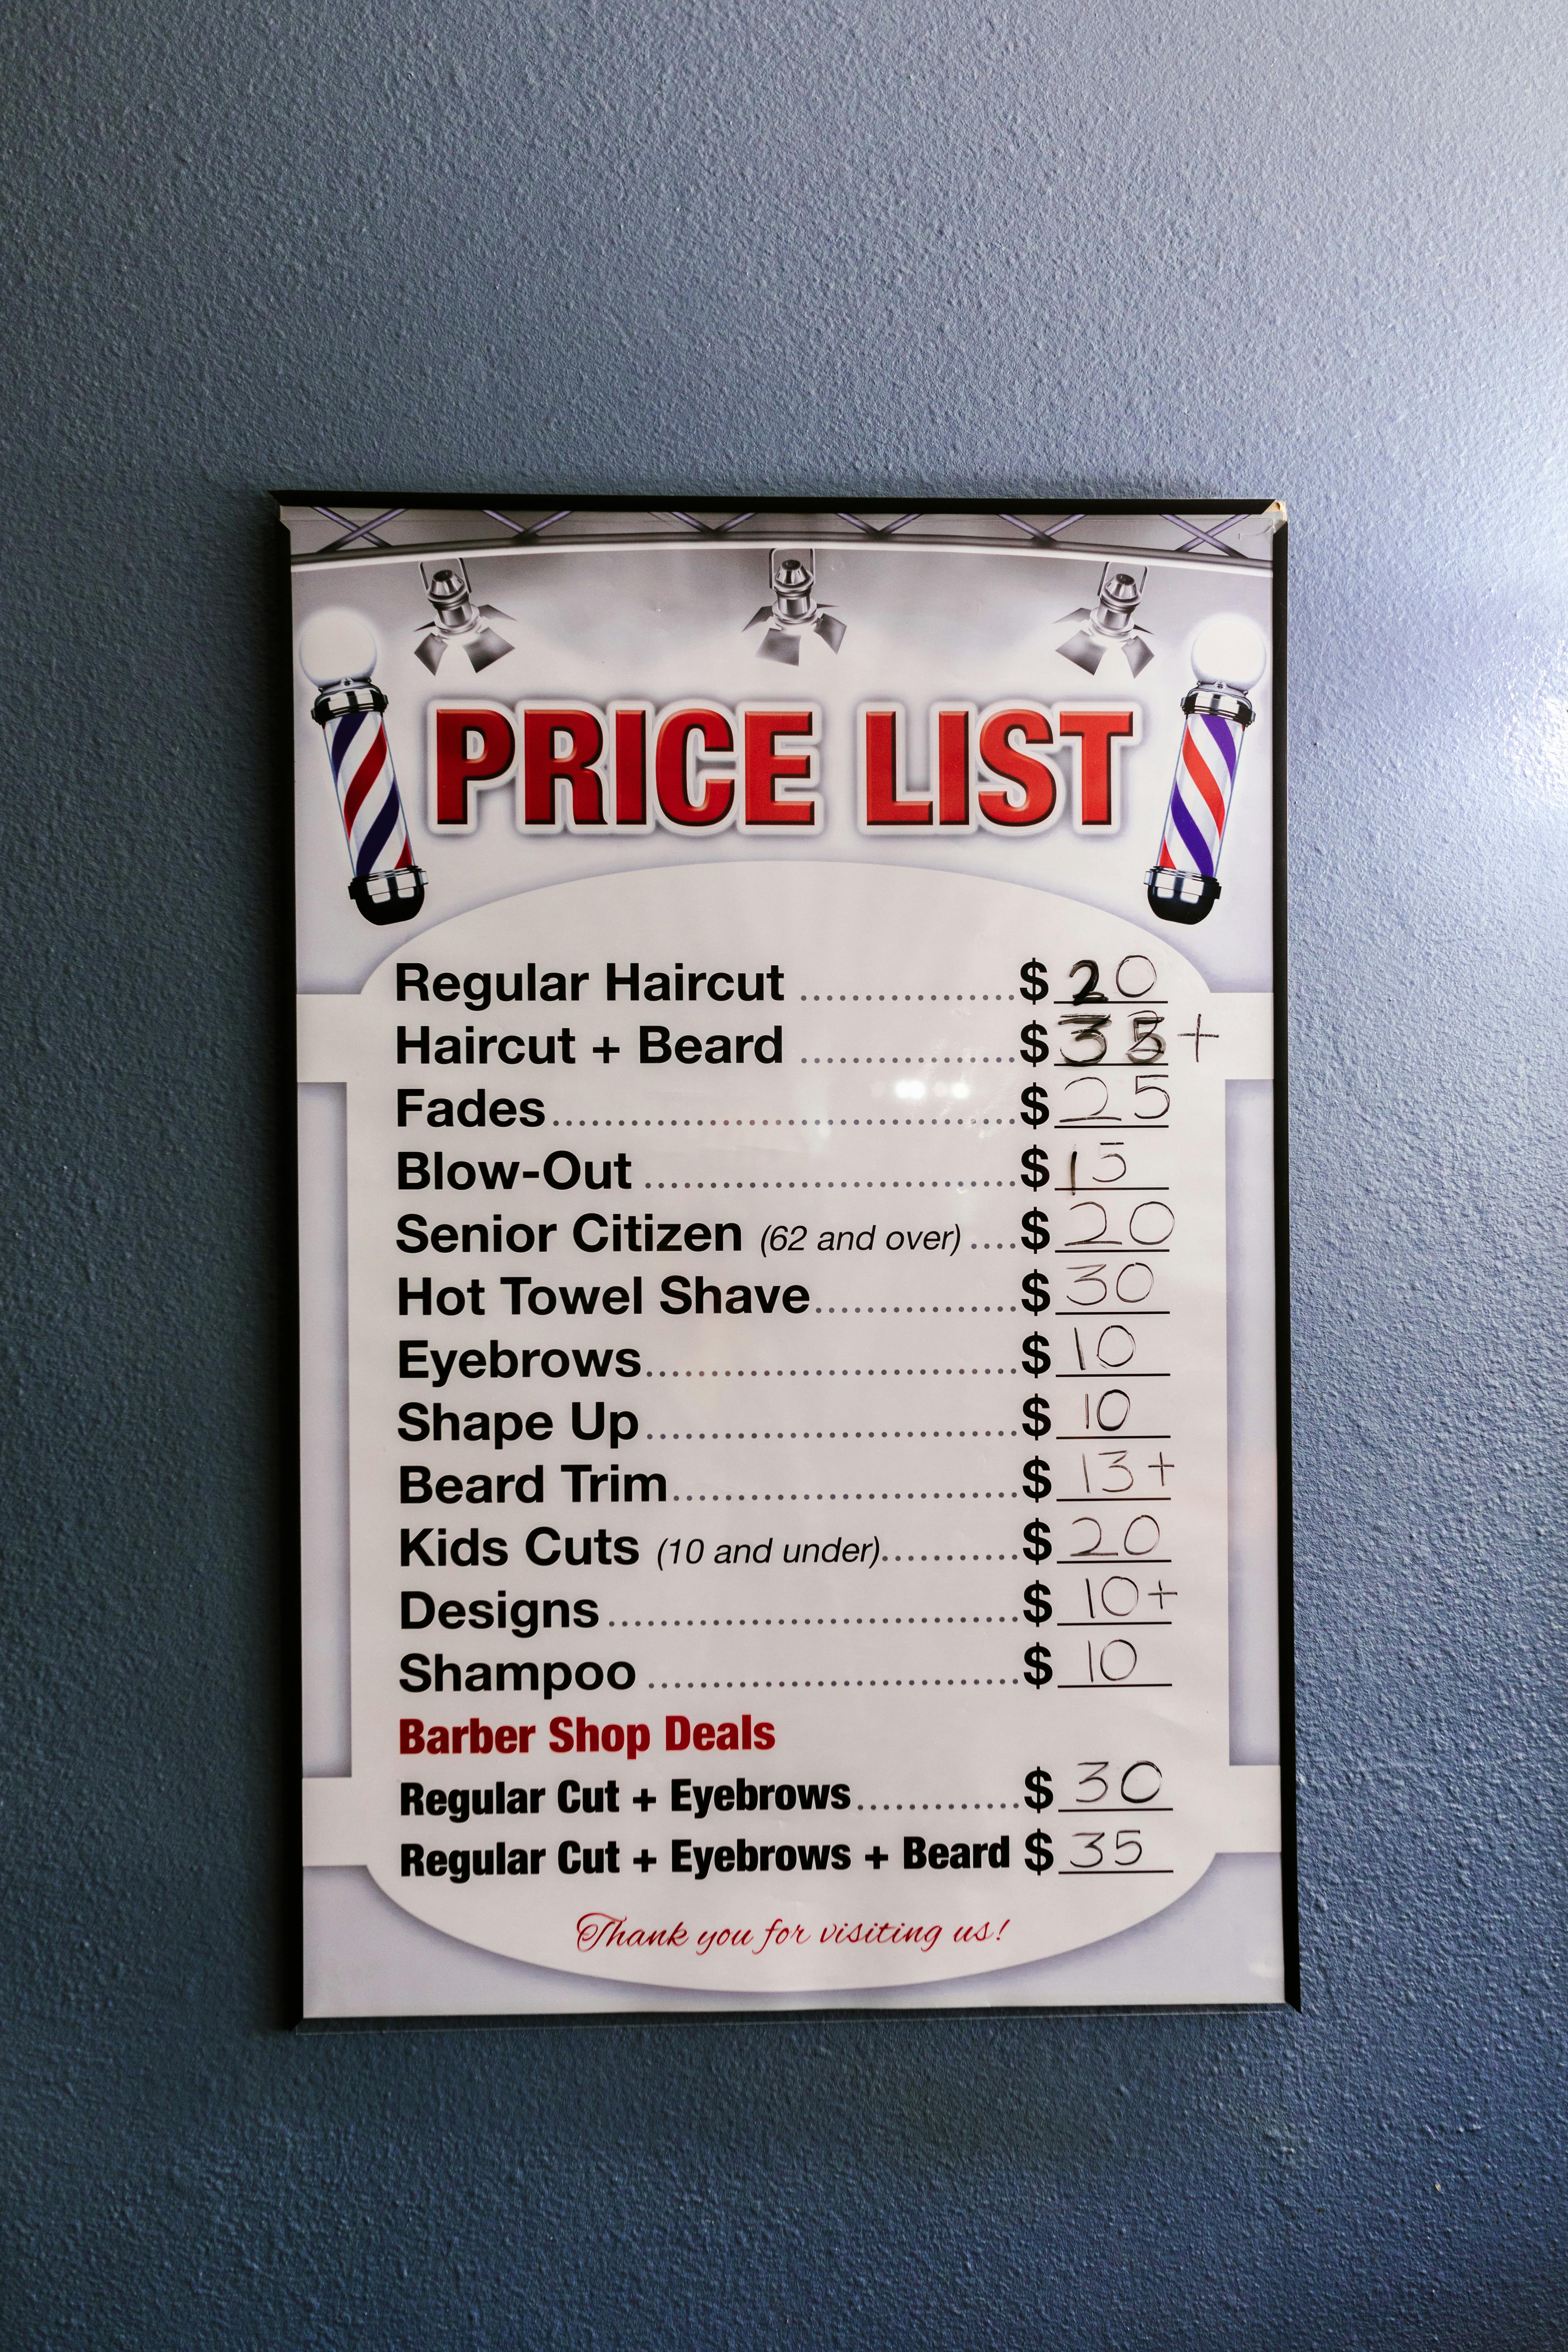 PRICE LIST
Regular Haircut ................. $ 20
Haircut + Beard ................. $ 35+
Fades .................................... $ 25
Blow-Out ............................. $ 15
Senior Citizen (62 and over) .... $ 20
Hot Towel Shave ................ $ 30
Eyebrows ............................. $ 10
Shape Up ............................. $ 10
Beard Trim ........................... $ 13+
Kids Cuts (10 and under) ........... $ 20
Designs ................................ $ 10+
Shampoo ............................. $ 10
Barber Shop Deals
Regular Cut + Eyebrows ............. $ 30
Regular Cut + Eyebrows + Beard $ 35
Thank you for visiting us!